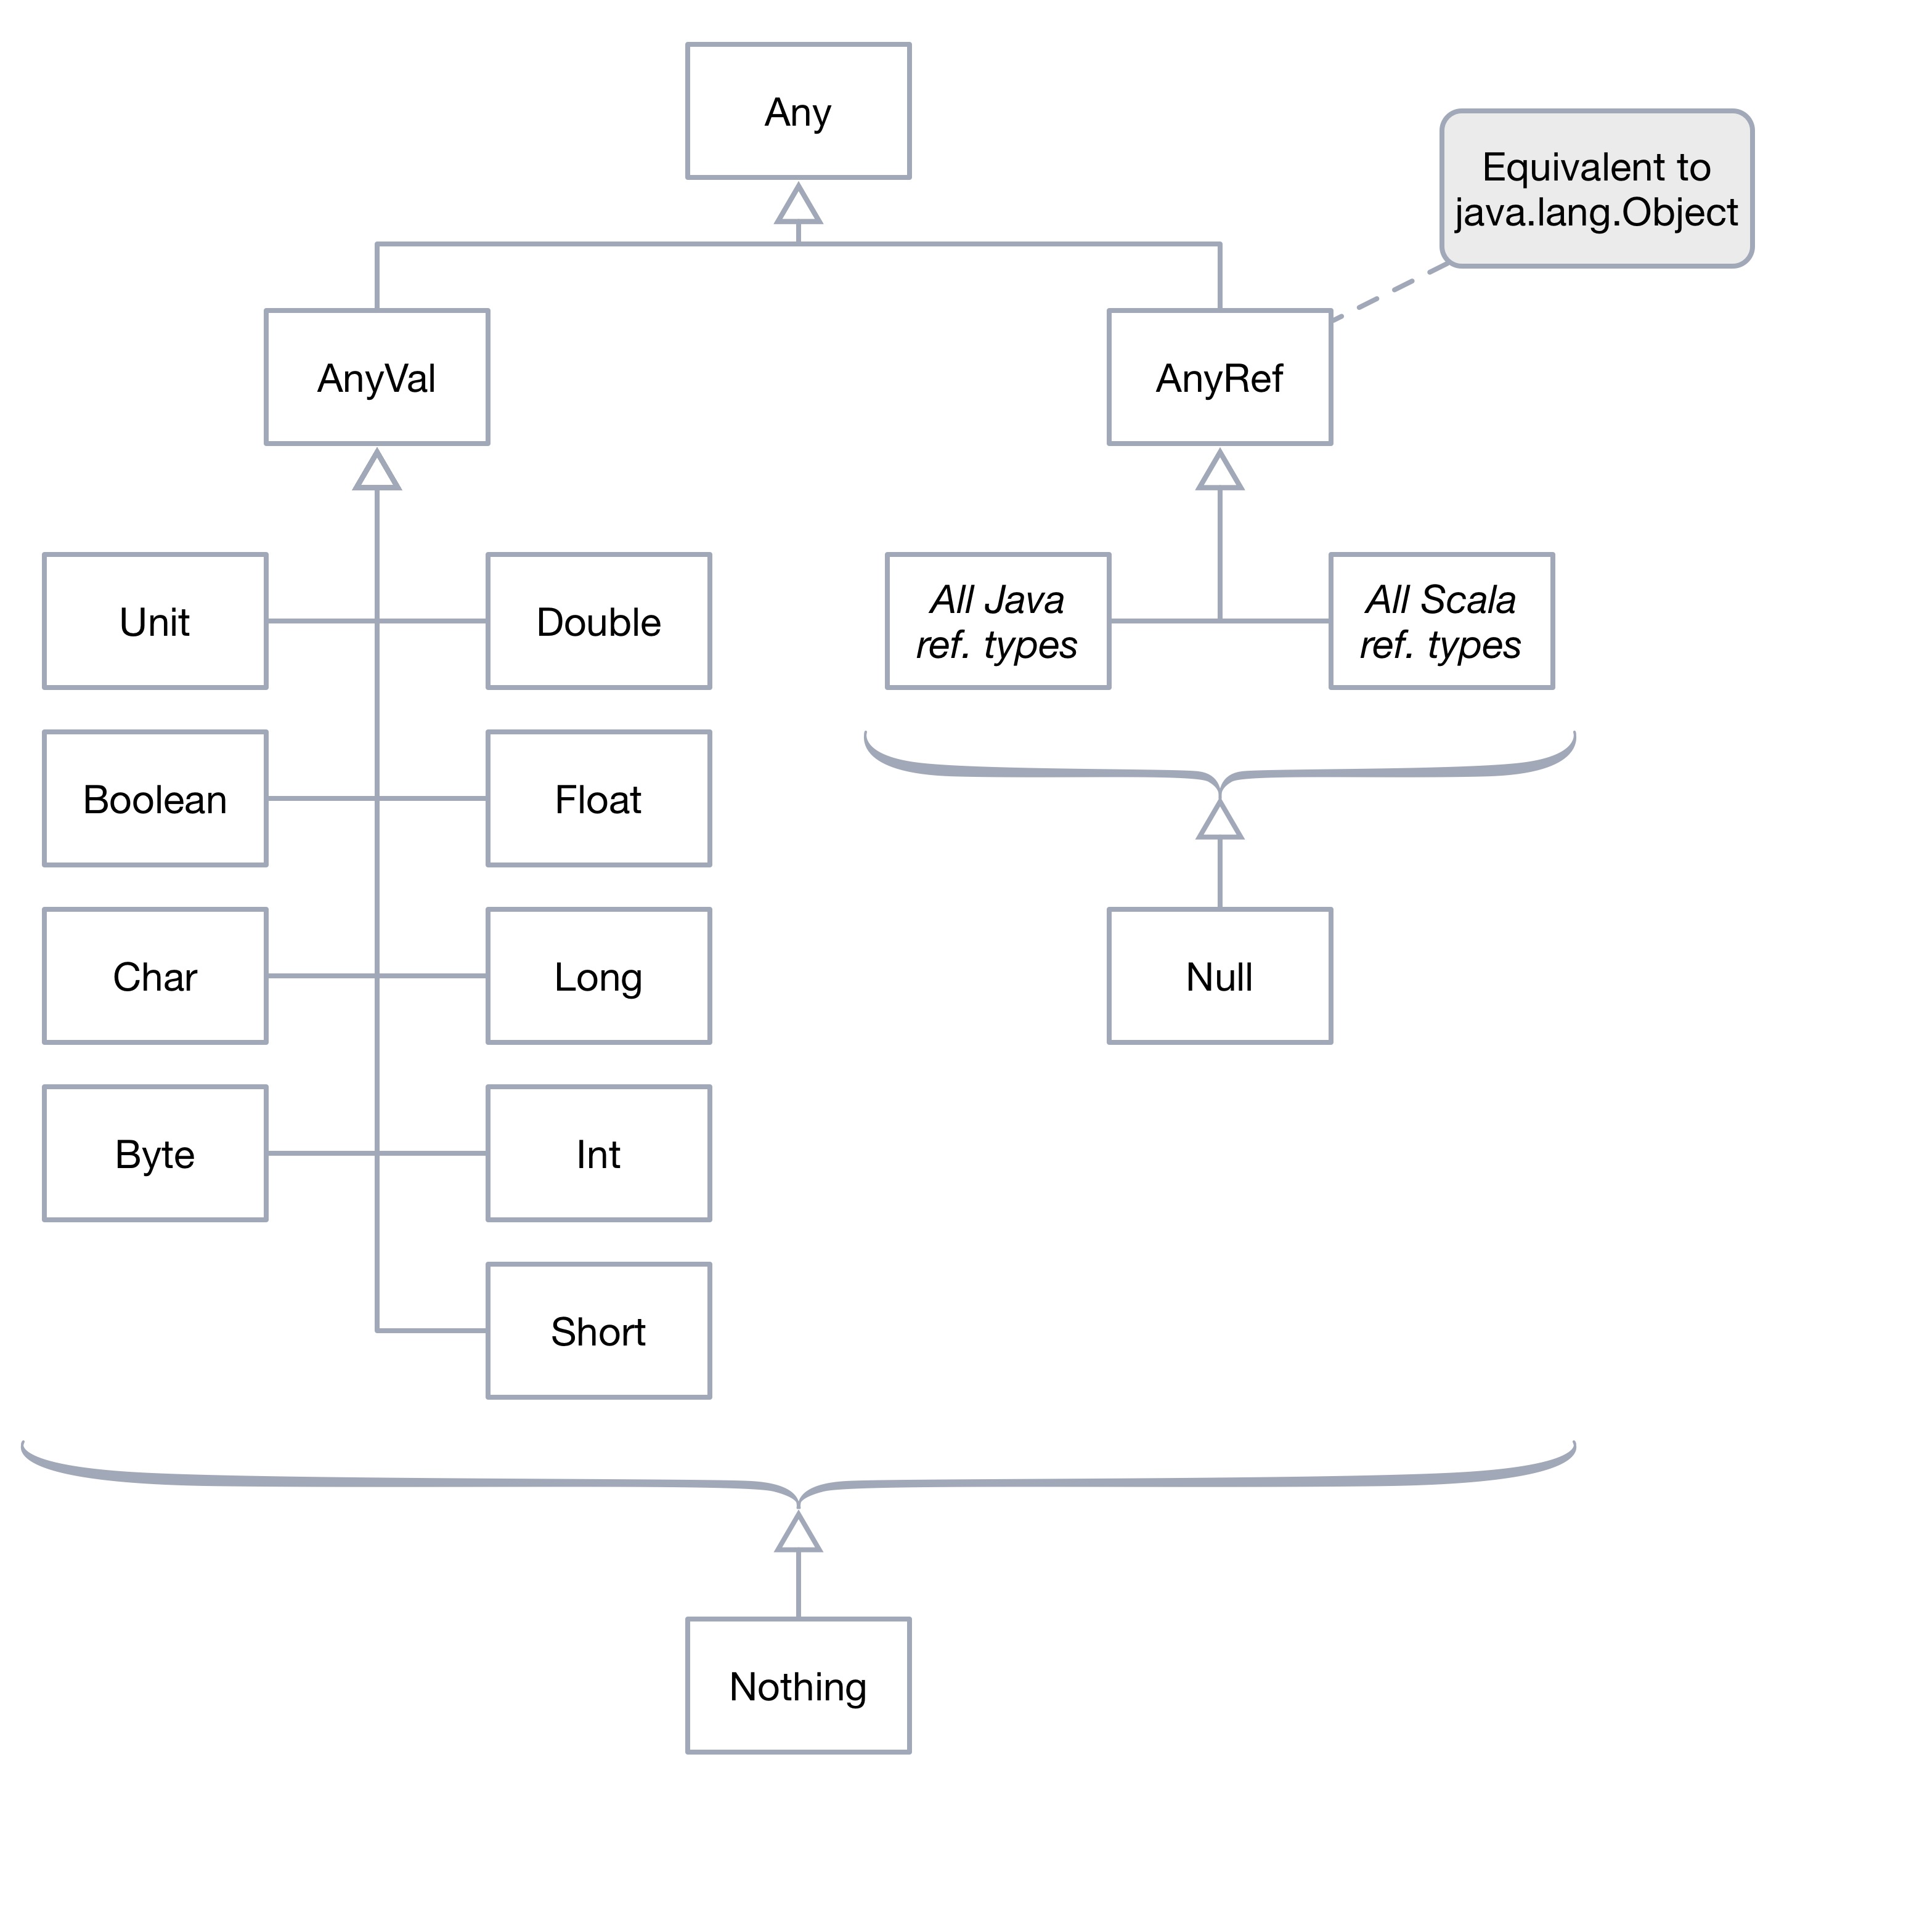 Any
Equivalent to
java.lang.Object
AnyVal
AnyRef
Unit
Double
All Java
ref. types
All Scala
ref. types
Boolean
Float
Char
Long
Null
Byte
Int
Short
Nothing